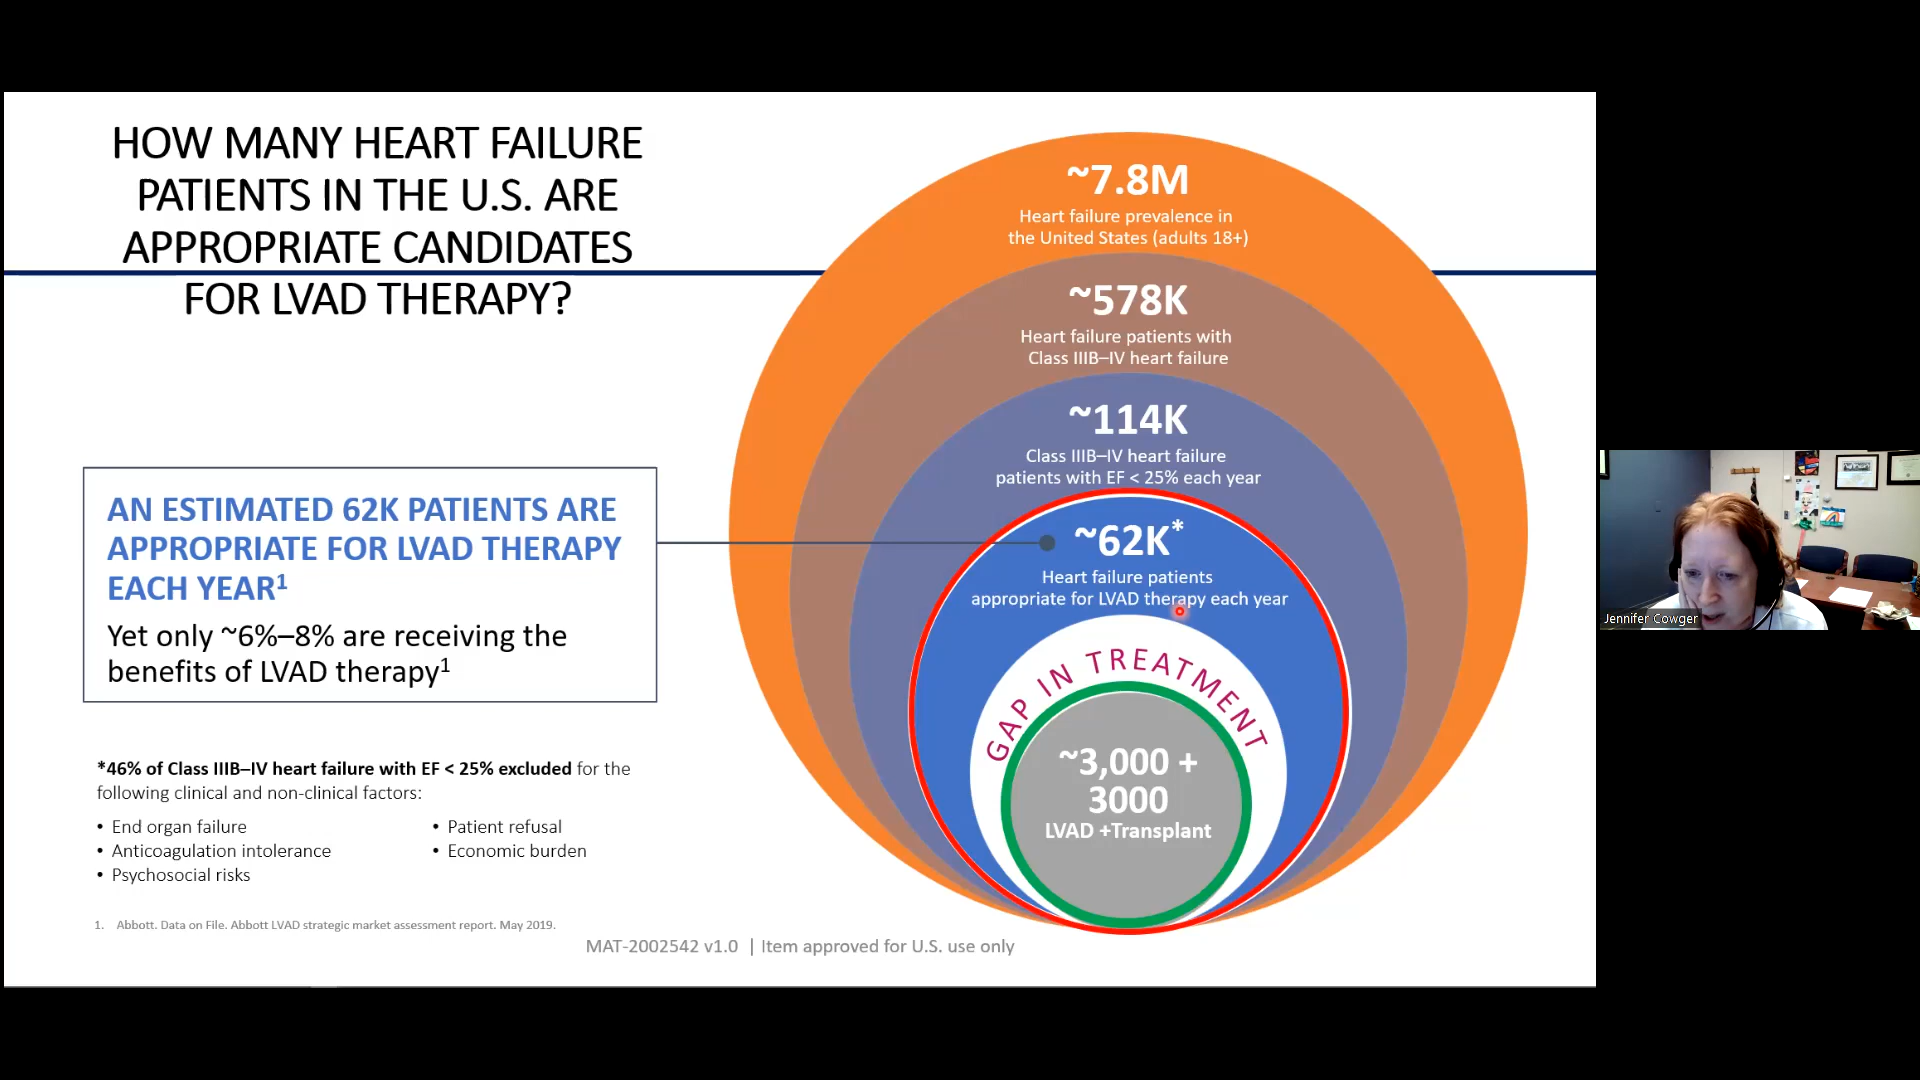 HOW MANY HEART FAILURE
PATIENTS IN THE U.S. ARE
APPROPRIATE CANDIDATES
FOR LVAD THERAPY?
AN ESTIMATED 62K PATIENTS ARE
APPROPRIATE FOR LVAD THERAPY
EACH YEAR¹
Yet only ~6%–8% are receiving the
benefits of LVAD therapy¹
*46% of Class IIIB–IV heart failure with EF < 25% excluded for the
following clinical and non-clinical factors:
• End organ failure
• Anticoagulation intolerance
• Psychosocial risks
• Patient refusal
• Economic burden
1. Abbott. Data on File. Abbott LVAD strategic market assessment report. May 2019.
MAT-2002542 v1.0 | Item approved for U.S. use only
~7.8M
Heart failure prevalence in
the United States (adults 18+)
~578K
Heart failure patients with
Class IIIB–IV heart failure
~114K
Class IIIB–IV heart failure
patients with EF < 25% each year
~62K*
Heart failure patients
appropriate for LVAD therapy each year
GAP IN TREATMENT
~3,000 +
3000
LVAD +Transplant
Jennifer Cowger